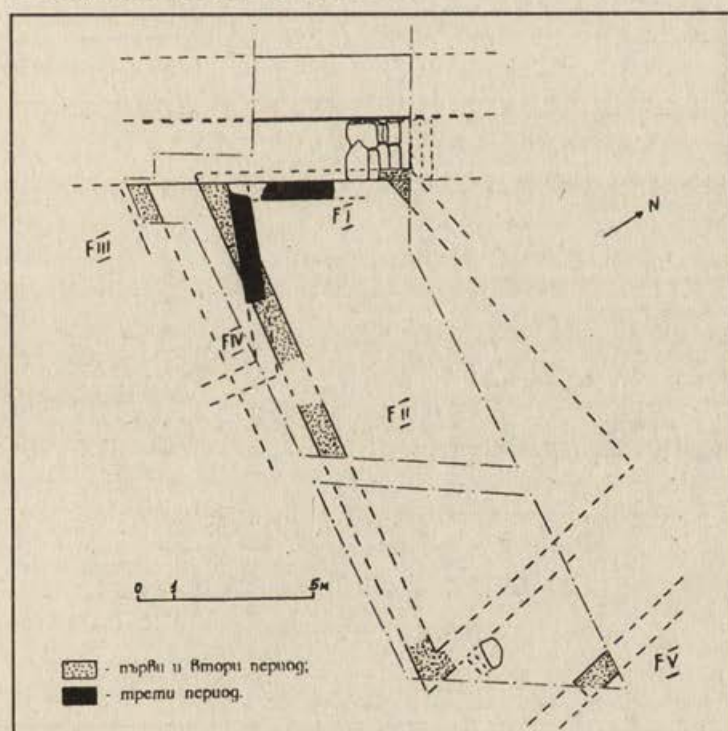 FI
N
FIII
FIV
FII
0 1 5м
FV
- първи и втори период;
- трети период.